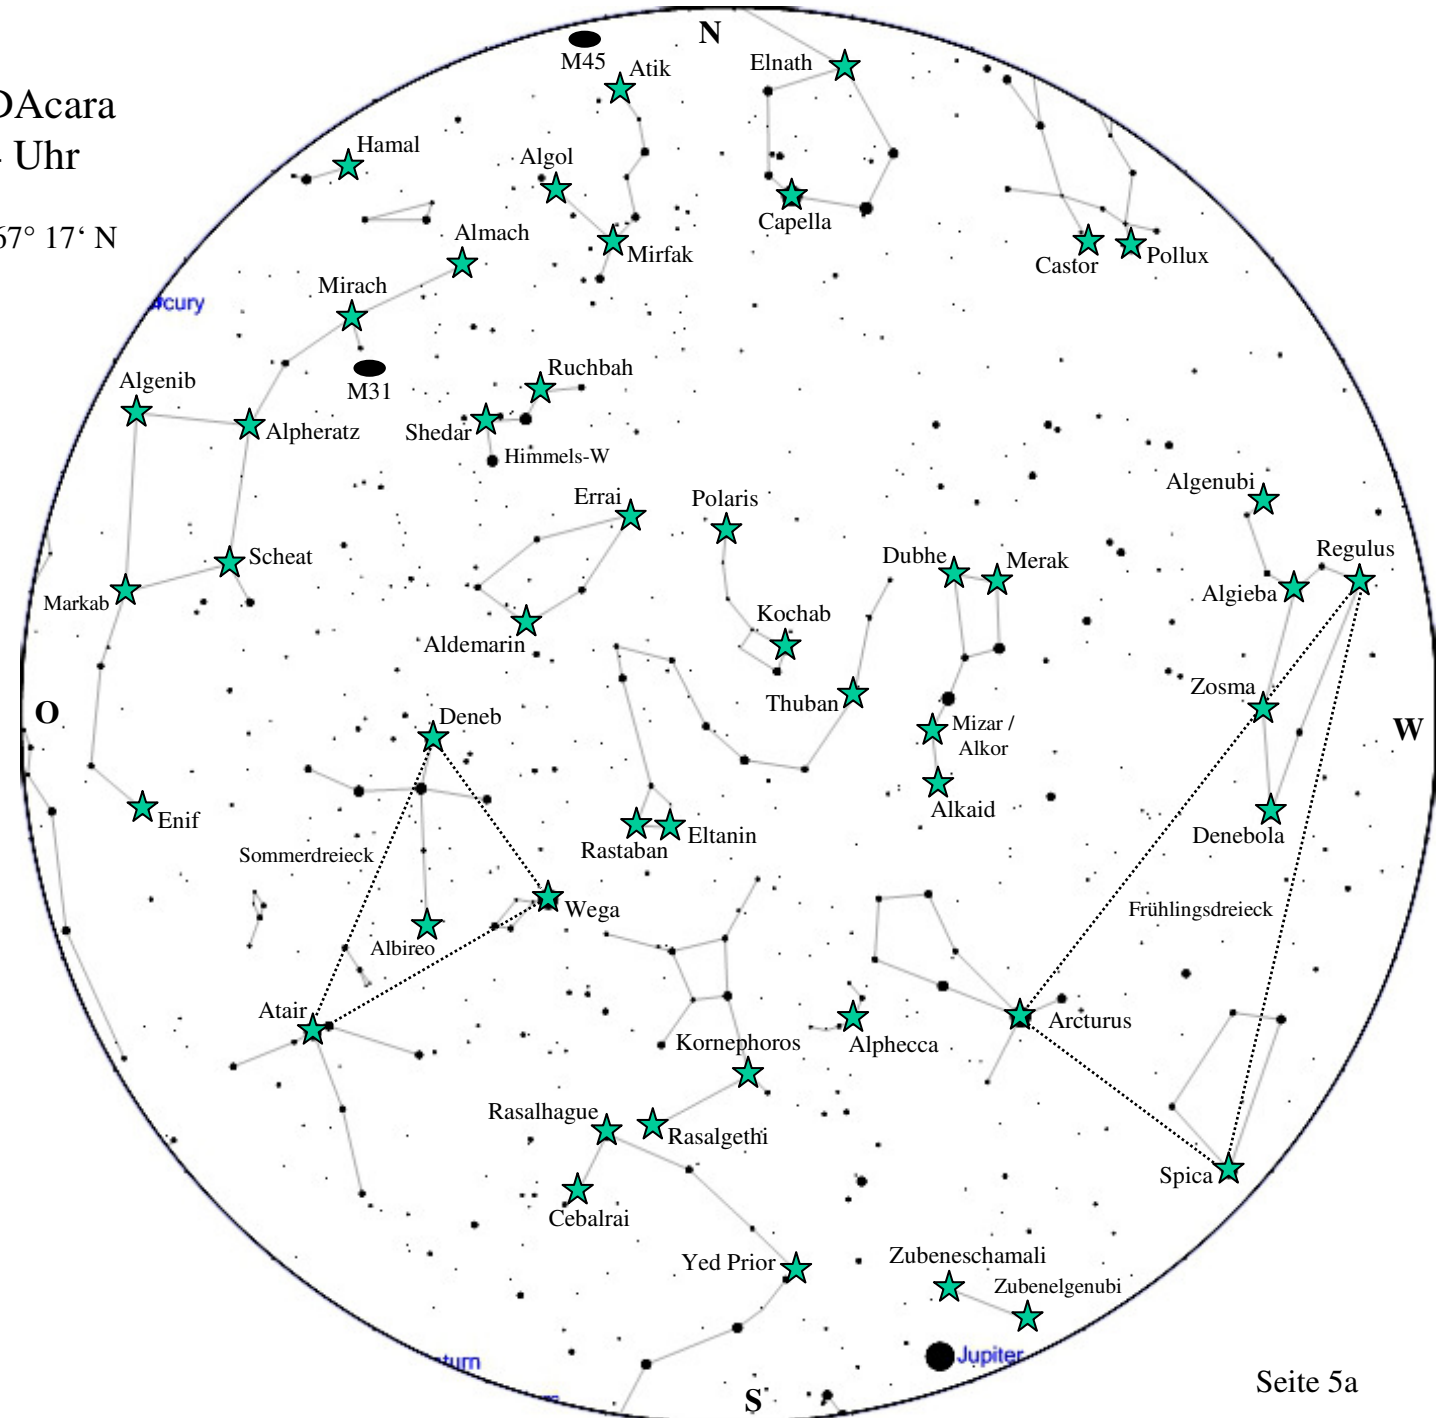 N
M45
Atik
Elnath
DAcara
Uhr
Hamal
Algol
Capella
67° 17‘ N
Almach
Mirfak
Castor
Pollux
Mirach
M31
Ruchbah
Algenib
Alpheratz
Shedar
Himmels-W
Errai
Polaris
Algenubi
Scheat
Dubhe
Merak
Regulus
Markab
Algieba
Kochab
Aldemarin
Thuban
Zosma
O
Deneb
Mizar /
Alkor
W
Enif
Alkaid
Rastaban
Eltanin
Denebola
Sommerdreieck
Wega
Frühlingsdreieck
Albireo
Atair
Kornephoros
Alphecca
Arcturus
Rasalhague
Rasalgethi
Spica
Cebalrai
Yed Prior
Zubeneschamali
Zubenelgenubi
Jupiter
Seite 5a
S